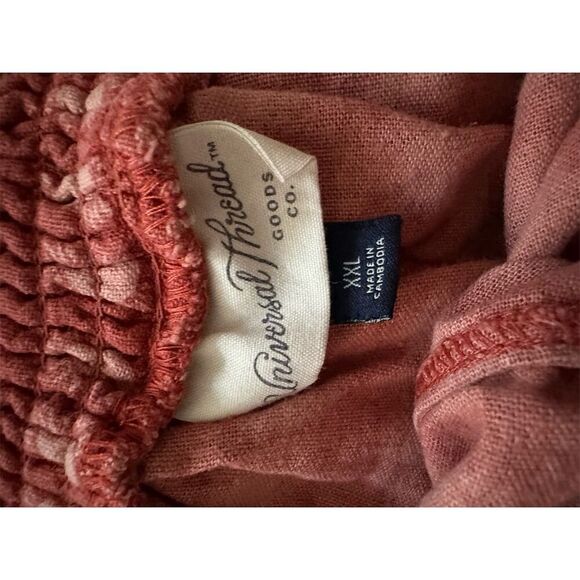 Universal Thread™
GOODS
CO.
XXL
MADE IN
CAMBODIA